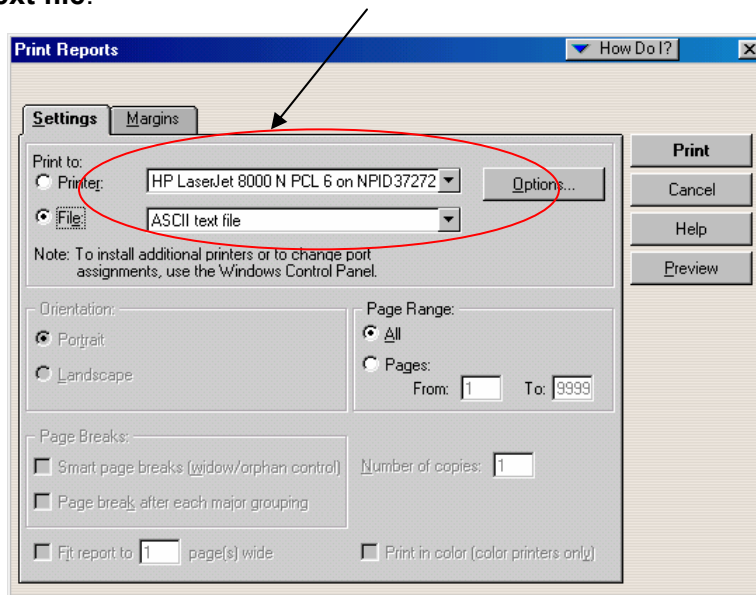 ext file.
Print Reports
How Do I?
Settings
Margins
Print to:
Printer:
HP LaserJet 8000 N PCL 6 on NPID37272
Options...
File:
ASCII text file
Note: To install additional printers or to change port
assignments, use the Windows Control Panel.
Print
Cancel
Help
Preview
Orientation:
Portrait
Landscape
Page Range:
All
Pages:
From: 1 To: 9999
Page Breaks:
Smart page breaks (widow/orphan control)
Page break after each major grouping
Number of copies: 1
Fit report to 1 page(s) wide
Print in color (color printers only)